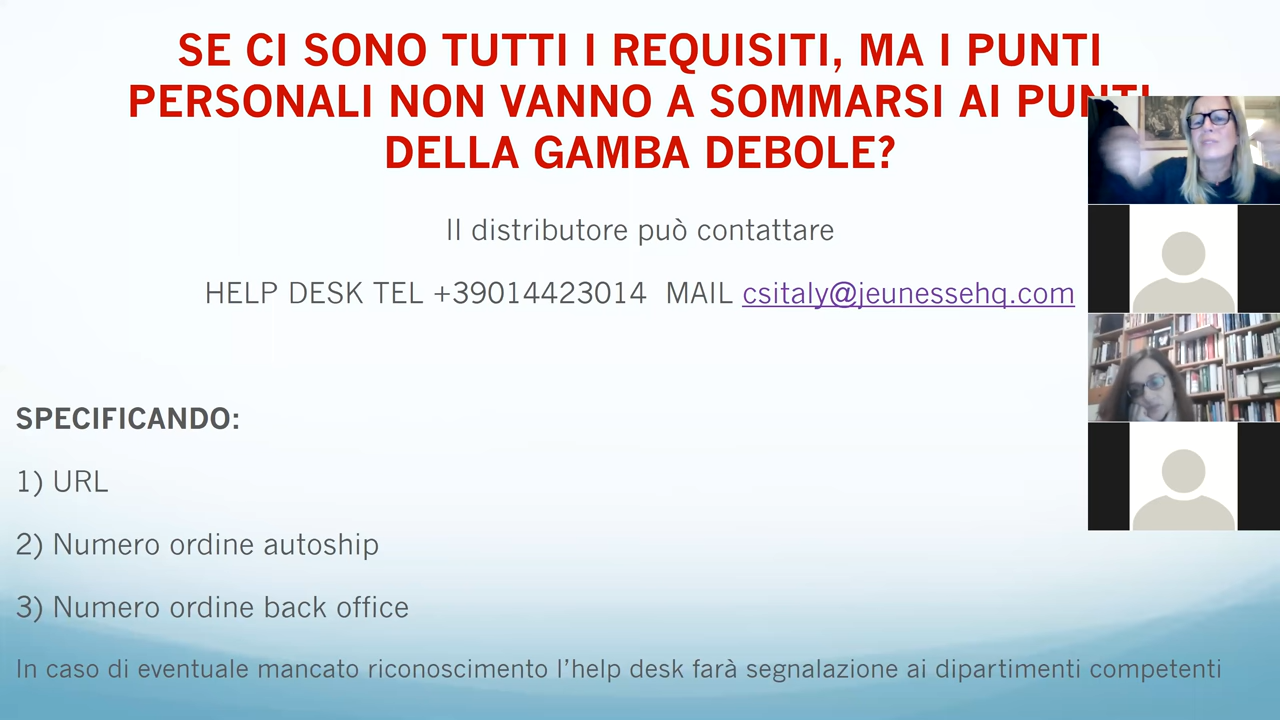 SE CI SONO TUTTI I REQUISITI, MA I PUNTI
PERSONALI NON VANNO A SOMMARSI AI PUNTI
DELLA GAMBA DEBOLE?
Il distributore può contattare
HELP DESK TEL +39014423014 MAIL csitaly@jeunessehq.com
SPECIFICANDO:
1) URL
2) Numero ordine autoship
3) Numero ordine back office
In caso di eventuale mancato riconoscimento l’help desk farà segnalazione ai dipartimenti competenti